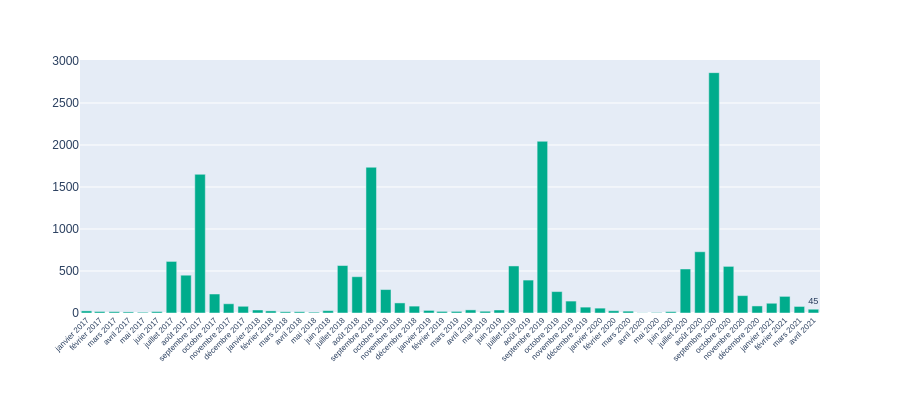 3000
2500
2000
1500
1000
500
0
45
janvier 2017
février 2017
mars 2017
avril 2017
mai 2017
juin 2017
juillet 2017
août 2017
septembre 2017
octobre 2017
novembre 2017
décembre 2017
janvier 2018
février 2018
mars 2018
avril 2018
mai 2018
juin 2018
juillet 2018
août 2018
septembre 2018
octobre 2018
novembre 2018
décembre 2018
janvier 2019
février 2019
mars 2019
avril 2019
mai 2019
juin 2019
juillet 2019
août 2019
septembre 2019
octobre 2019
novembre 2019
décembre 2019
janvier 2020
février 2020
mars 2020
avril 2020
mai 2020
juin 2020
juillet 2020
août 2020
septembre 2020
octobre 2020
novembre 2020
décembre 2020
janvier 2021
février 2021
mars 2021
avril 2021